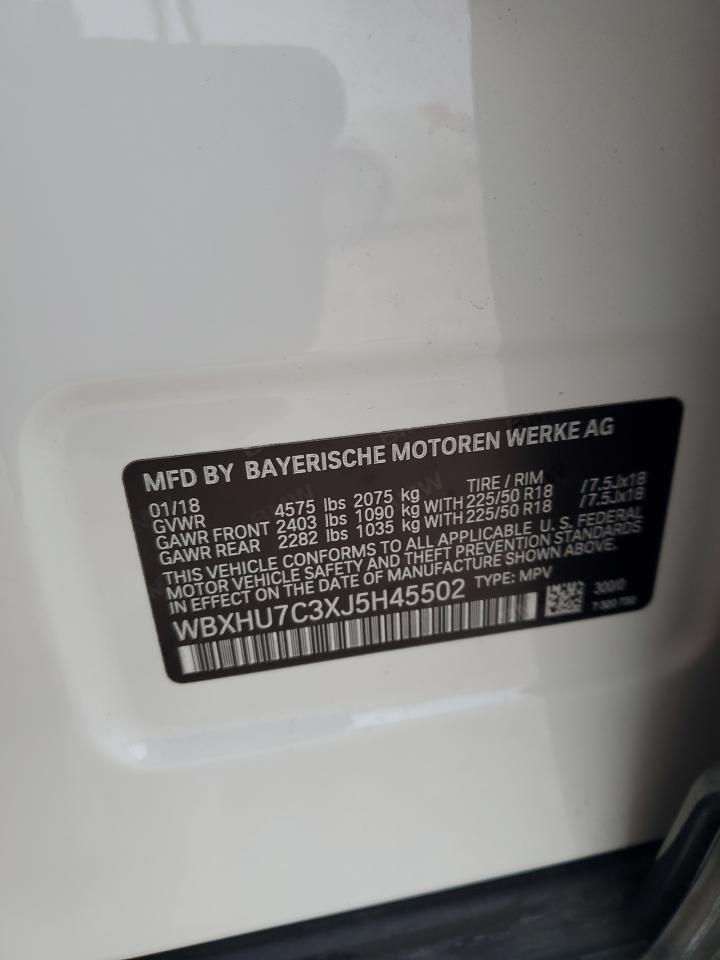 MFD BY BAYERISCHE MOTOREN WERKE AG
01/18 TIRE / RIM
GVWR 4575 lbs 2075 kg
GAWR FRONT 2403 lbs 1090 kg WITH 225/50 R18 /7.5Jx18
GAWR REAR 2282 lbs 1035 kg WITH 225/50 R18 /7.5Jx18
THIS VEHICLE CONFORMS TO ALL APPLICABLE U. S. FEDERAL
MOTOR VEHICLE SAFETY AND THEFT PREVENTION STANDARDS
IN EFFECT ON THE DATE OF MANUFACTURE SHOWN ABOVE.
WBXHU7C3XJ5H45502 TYPE: MPV
300/0